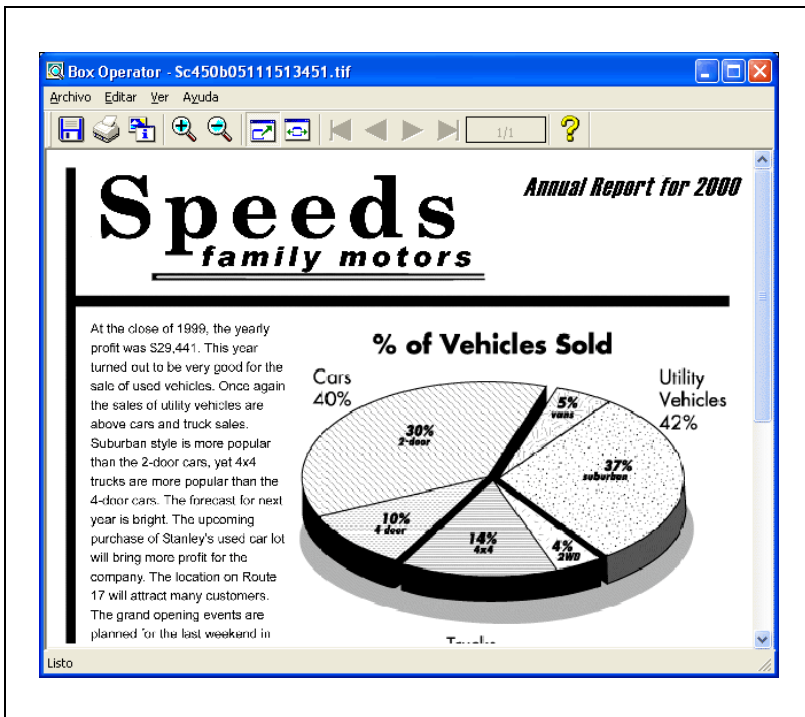 Box Operator - Sc450b05111513451.tif
Archivo Editar Ver Ayuda
1/1
Speeds
family motors
Annual Report for 2000
At the close of 1999, the yearly
profit was $29,441. This year
turned out to be very good for the
sale of used vehicles. Once again
the sales of utility vehicles are
above cars and truck sales.
Suburban style is more popular
than the 2-door cars, yet 4x4
trucks are more popular than the
4-door cars. The forecast for next
year is bright. The upcoming
purchase of Stanley's used car lot
will bring more profit for the
company. The location on Route
17 will attract many customers.
The grand opening events are
planned for the last weekend in
% of Vehicles Sold
Cars
40%
Utility
Vehicles
42%
5%
vans
30%
2-door
37%
suburban
10%
4 door
14%
4x4
4%
2WD
Trucks
Listo